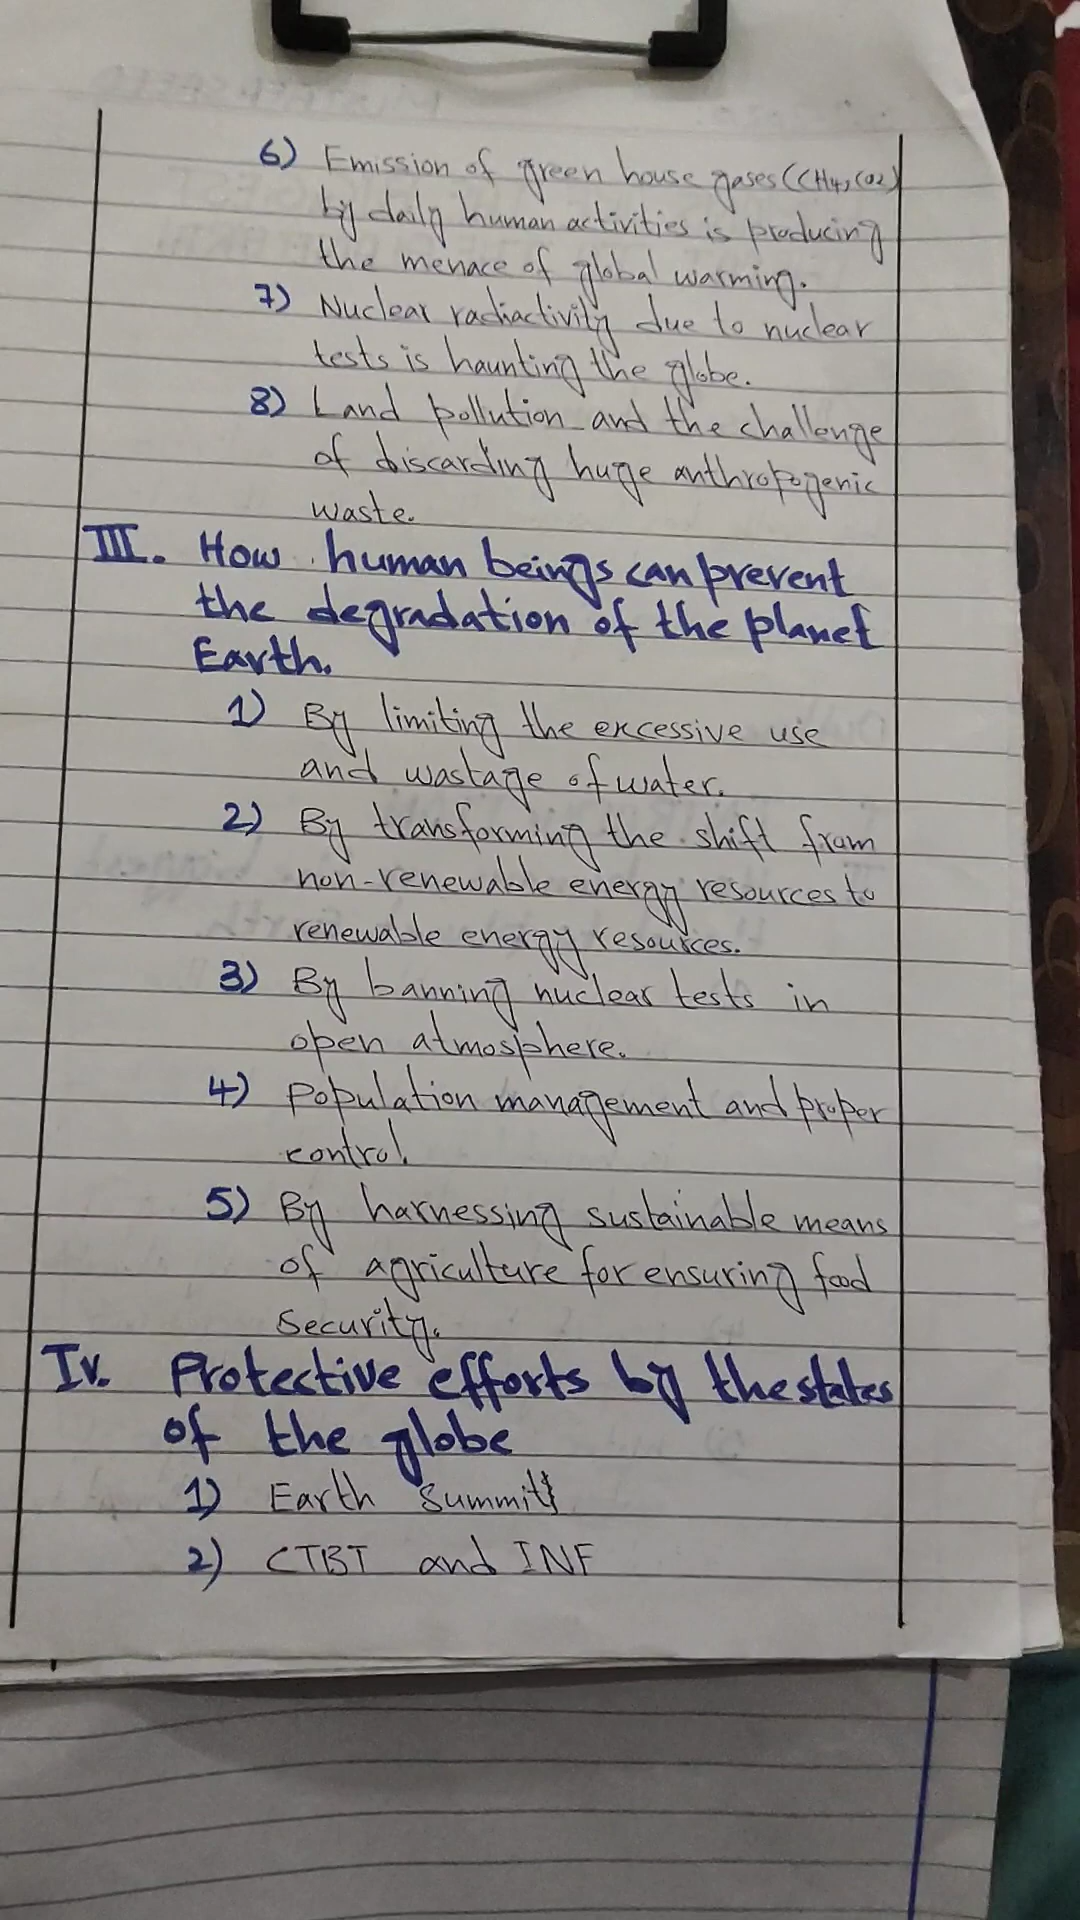 6) Emission of green house gases (CH4, CO2)
by daily human activities is producing
the menace of global warming.
7) Nuclear radiactivity due to nuclear
tests is haunting the globe.
8) Land pollution and the challenge
of discarding huge anthropogenic
waste.
III. How human beings can prevent
the degradation of the planet
Earth.
1) By limiting the excessive use
and wastage of water.
2) By transforming the shift from
non-renewable energy resources to
renewable energy resources.
3) By banning nuclear tests in
open atmosphere.
4) Population management and proper
control.
5) By harnessing sustainable means
of agriculture for ensuring food
security.
IV. Protective efforts by the states
of the globe
1) Earth Summit
2) CTBT and INF